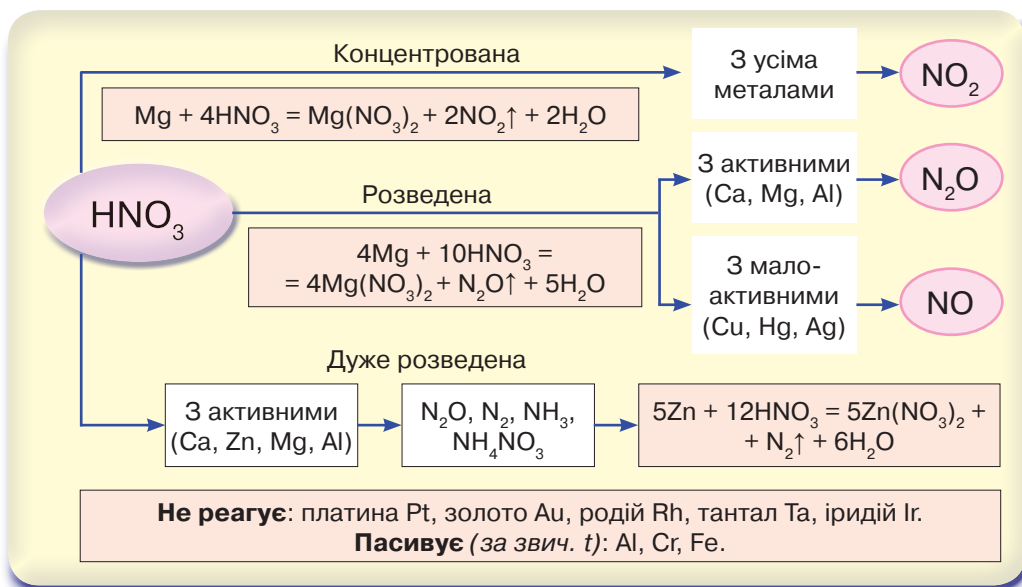 Концентрована
Mg + 4HNO₃ = Mg(NO₃)₂ + 2NO₂↑ + 2H₂O
З усіма
металами
NO₂
HNO₃
Розведена
4Mg + 10HNO₃ =
= 4Mg(NO₃)₂ + N₂O↑ + 5H₂O
З активними
(Ca, Mg, Al)
N₂O
З мало-
активними
(Cu, Hg, Ag)
NO
Дуже розведена
З активними
(Ca, Zn, Mg, Al)
N₂O, N₂, NH₃,
NH₄NO₃
5Zn + 12HNO₃ = 5Zn(NO₃)₂ +
+ N₂↑ + 6H₂O
Не реагує: платина Pt, золото Au, родій Rh, тантал Ta, іридій Ir.
Пасивує (за звич. t): Al, Cr, Fe.